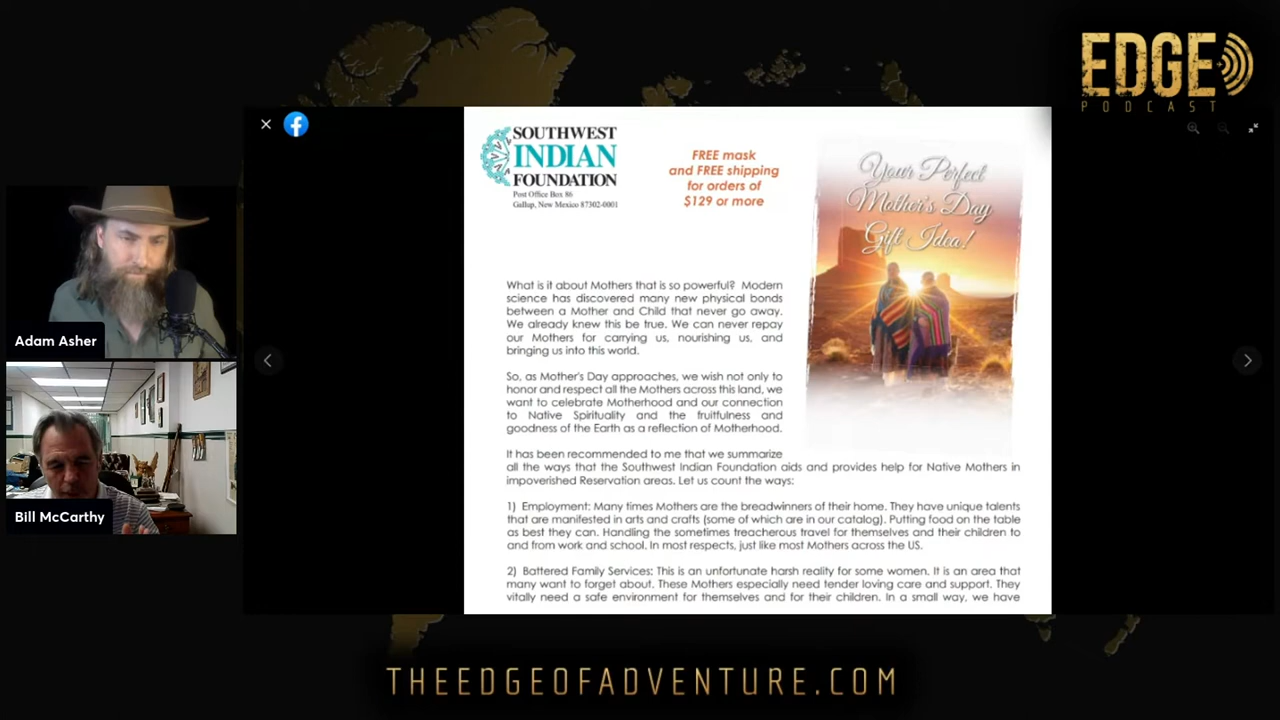 EDGE
PODCAST
SOUTHWEST
INDIAN
FOUNDATION
Post Office Box 86
Gallup, New Mexico 87302-0001
FREE mask
and FREE shipping
for orders of
$129 or more
Your Perfect
Mother's Day
Gift Idea!
What is it about Mothers that is so powerful? Modern
science has discovered many new physical bonds
between a Mother and Child that never go away.
We already knew this be true. We can never repay
our Mothers for carrying us, nourishing us, and
bringing us into this world.
So, as Mother's Day approaches, we wish not only to
honor and respect all the Mothers across this land, we
want to celebrate Motherhood and our connection
to Native Spirituality and the fruitfulness and
goodness of the Earth as a reflection of Motherhood.
It has been recommended to me that we summarize
all the ways that the Southwest Indian Foundation aids and provides help for Native Mothers in
impoverished Reservation areas. Let us count the ways:
1) Employment: Many times Mothers are the breadwinners of their home. They have unique talents
that are manifested in arts and crafts (some of which are in our catalog). Putting food on the table
as best they can. Handling the sometimes treacherous travel for themselves and their children to
and from work and school. In most respects, just like most Mothers across the US.
2) Battered Family Services: This is an unfortunate harsh reality for some women. It is an area that
many want to forget about. These Mothers especially need tender loving care and support. They
vitally need a safe environment for themselves and for their children. In a small way, we have
Adam Asher
Bill McCarthy
THEEDGEOFADVENTURE.COM